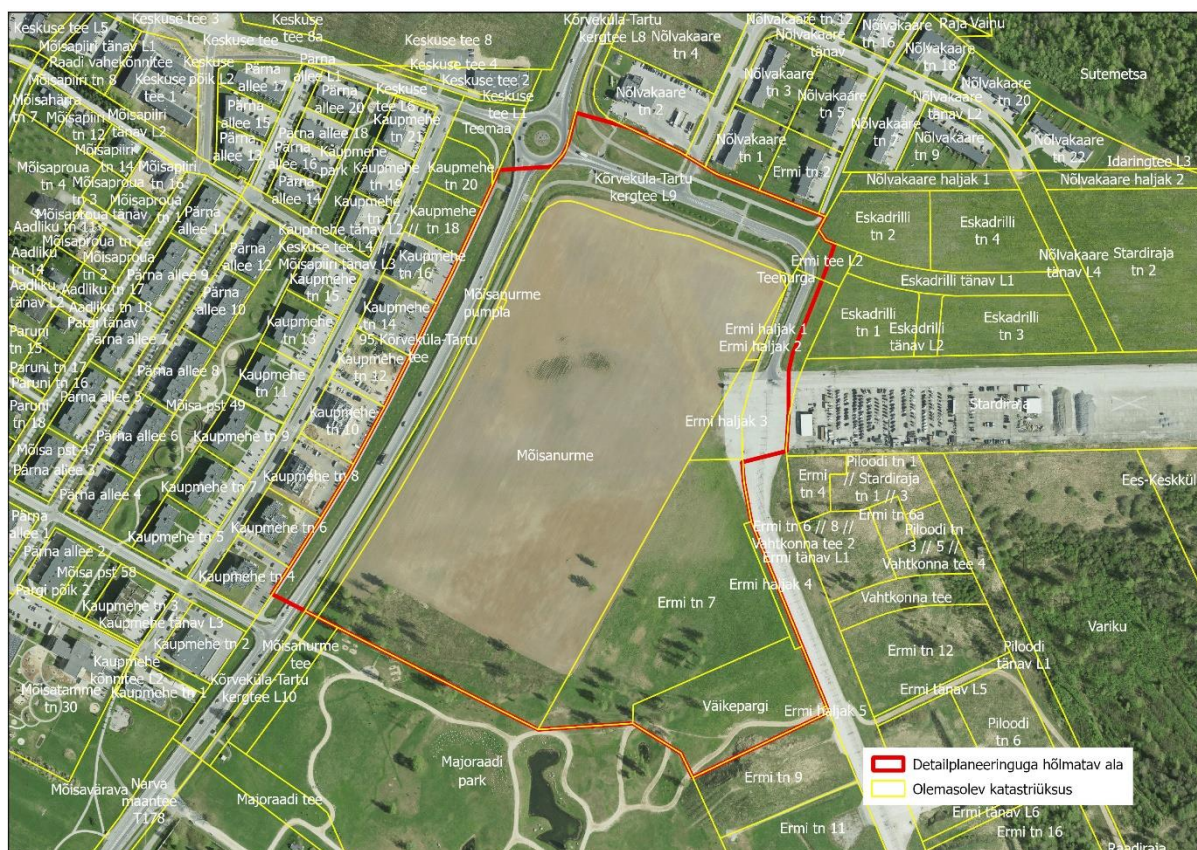 Keskuse tee L5
Keskuse tee 3
Keskuse
tee 8a
Keskuse tee
Mõisapiiri tänav L1
Raadi vahekõnnitee
Keskuse põik L2
Keskuse
tee 1
Mõisapiiri tn 8
Mõisahärra
tn 7
Mõisapiiri
tn 12
Mõisapiiri
tänav L2
Pärna
allee 17
Pärna
allee L1
Pärna
allee 20
Pärna
allee 15
Pärna
allee 13
Pärna allee 18
Pärna
allee 16
park
Pärna
allee 14
Keskuse tee 8
Keskuse tee 4
Keskuse tee 2
Keskuse
tee L1
Keskuse
tee L6
Teemaa
Kaupmehe
tn 21
Kaupmehe
tn 20
Kaupmehe
tn 19
Kaupmehe
tn 17
Kaupmehe
tn 18
Kaupmehe tänav L2 //
Keskuse tee L4 //
Mõisapiiri tänav L3
Kaupmehe
tn 16
Kaupmehe
tn 15
Kaupmehe
tn 14
Kaupmehe
tn 13
95 Kõrveküla-Tartu
tee
Kaupmehe
tn 12
Kaupmehe
tn 11
Kaupmehe
tn 10
Kaupmehe tn 9
Kaupmehe tn 8
Kaupmehe tn 7
Kaupmehe tn 6
Kaupmehe tn 5
Kaupmehe tn 4
Kaupmehe tn 3
Kaupmehe tänav L3
Kaupmehe tn 2
Kaupmehe
kõnnitee L2
Kaupmehe tn 1
Mõisaproua
tn 4
Mõisapiiri
tn 14
Mõisapiiri
tn 16
Mõisaproua
tn 3
Mõisaproua
tn 1
Mõisaproua tänav
Mõisaproua tn 2a
Mõisaproua
tn 2
Aadliku tn 11
Aadliku
tn 14
Aadliku
tänav L2
Aadliku tn 17
Aadliku tn 18
Pargi tänav
Paruni
tn 15
Paruni tn 17
Paruni tn 16
Paruni
tn 18
Pärna
allee 11
Pärna
allee 12
Pärna allee 9
Pärna
allee 10
Pärna allee 7
Pärna allee 8
Pärna allee 5
Pärna allee 6
Pärna allee 3
Pärna allee 4
Pärna
allee 1
Pärna allee 2
Mõisa pst 49
Mõisa pst 47
Mõisa pst 58
Pargi põik 2
Mõisatamme
tn 30
Mõisavärava
Narva
maantee
T178
Mõisanurme
tee
Kõrveküla-Tartu
kergtee L10
Majoraadi tee
Majoraadi
park
Mõisanurme
pumpla
Mõisanurme
Kõrveküla-Tartu
kergtee L8
Kõrveküla-Tartu
kergtee L9
Nõlvakaare
tn 4
Nõlvakaare
tn 2
Nõlvakaare tn 12
Nõlvakaare
tänav
Nõlvakaare
tn 3
Nõlvakaare
tn 5
Nõlvakaare
tn 1
Ermi tn 2
Nõlvakaare
tn 16
Raja Vainu
Nõlvakaare
tn 18
Nõlvakaare
tn 20
Nõlvakaare
tänav L2
Nõlvakaare
tn 7
Nõlvakaare
tn 9
Nõlvakaare
tn 22
Sutemetsa
Idaringtee L3
Nõlvakaare haljak 1
Nõlvakaare haljak 2
Eskadrilli
tn 2
Eskadrilli
tn 4
Nõlvakaare
tänav L4
Stardiraja
tn 2
Ermi tee L2
Teenurga
Eskadrilli tänav L1
Eskadrilli
tn 1
Eskadrilli
tänav L2
Eskadrilli
tn 3
Ermi haljak 1
Ermi haljak 2
Stardiraja
Ermi haljak 3
Ermi
tn 4
Piloodi tn 1
// Stardiraja
tn 1 // 3
Ermi tn 6a
Ees-Keskkül
Ermi tn 6 // 8 //
Vahtkonna tee 2
Ermi tänav L1
Piloodi tn
3 // 5 //
Vahtkonna tee 4
Ermi haljak 4
Ermi tn 7
Vahtkonna tee
Variku
Ermi tn 12
Piloodi
tänav L1
Ermi tänav L5
Väikepargi
Ermi haljak 5
Piloodi
tn 6
Ermi tn 9
Ermi tn 11
Ermi tänav L6
Ermi tn 16
Raadiraja
Detailplaneeringuga hõlmatav ala
Olemasolev katastriüksus